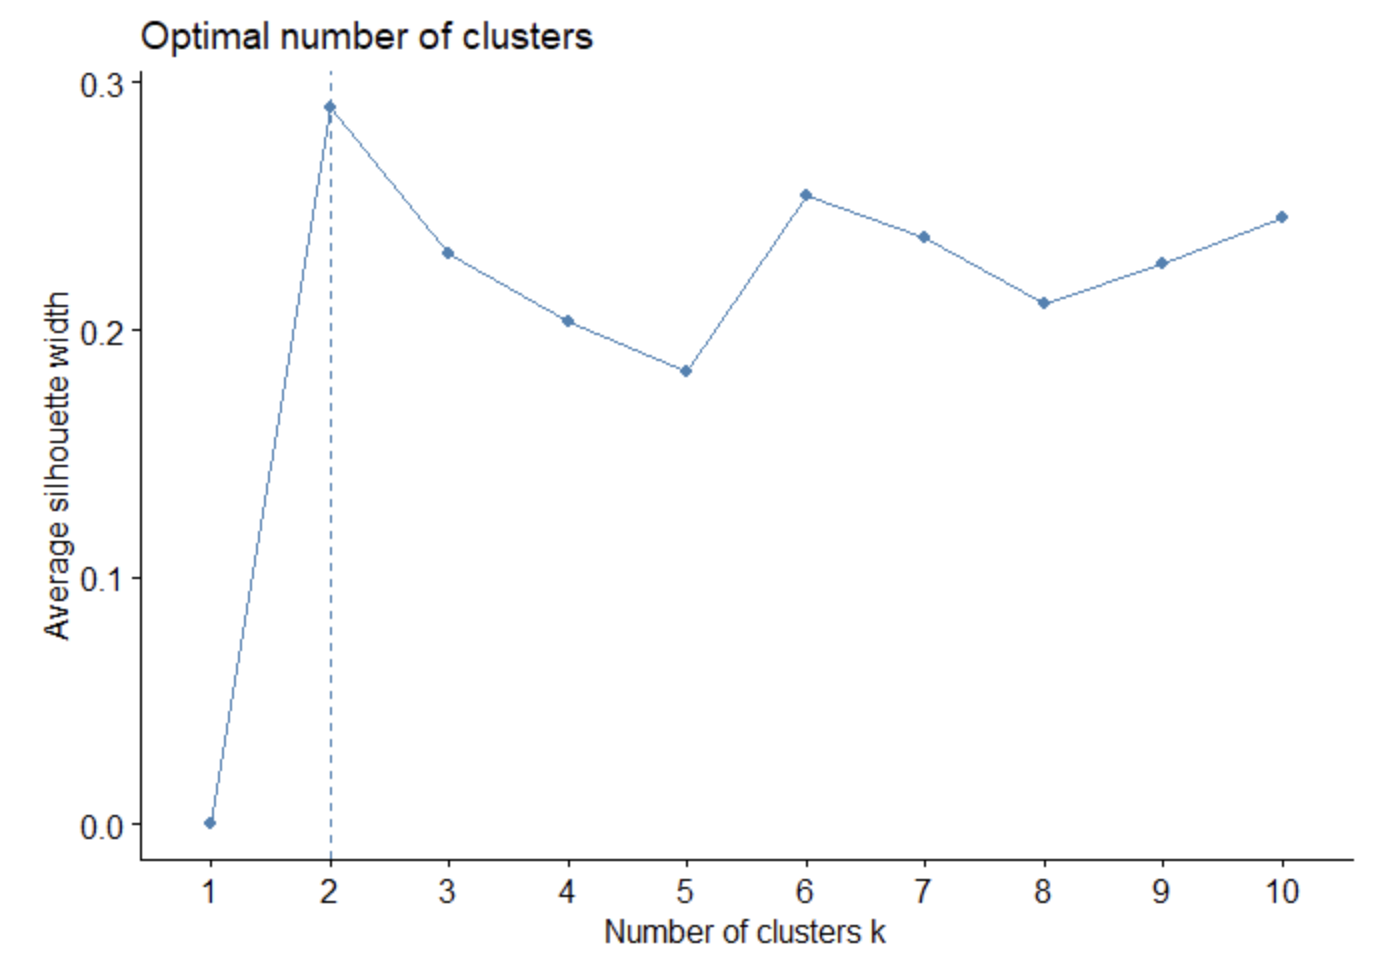 Optimal number of clusters
0.3
0.2
0.1
0.0
Average silhouette width
1 2 3 4 5 6 7 8 9 10
Number of clusters k